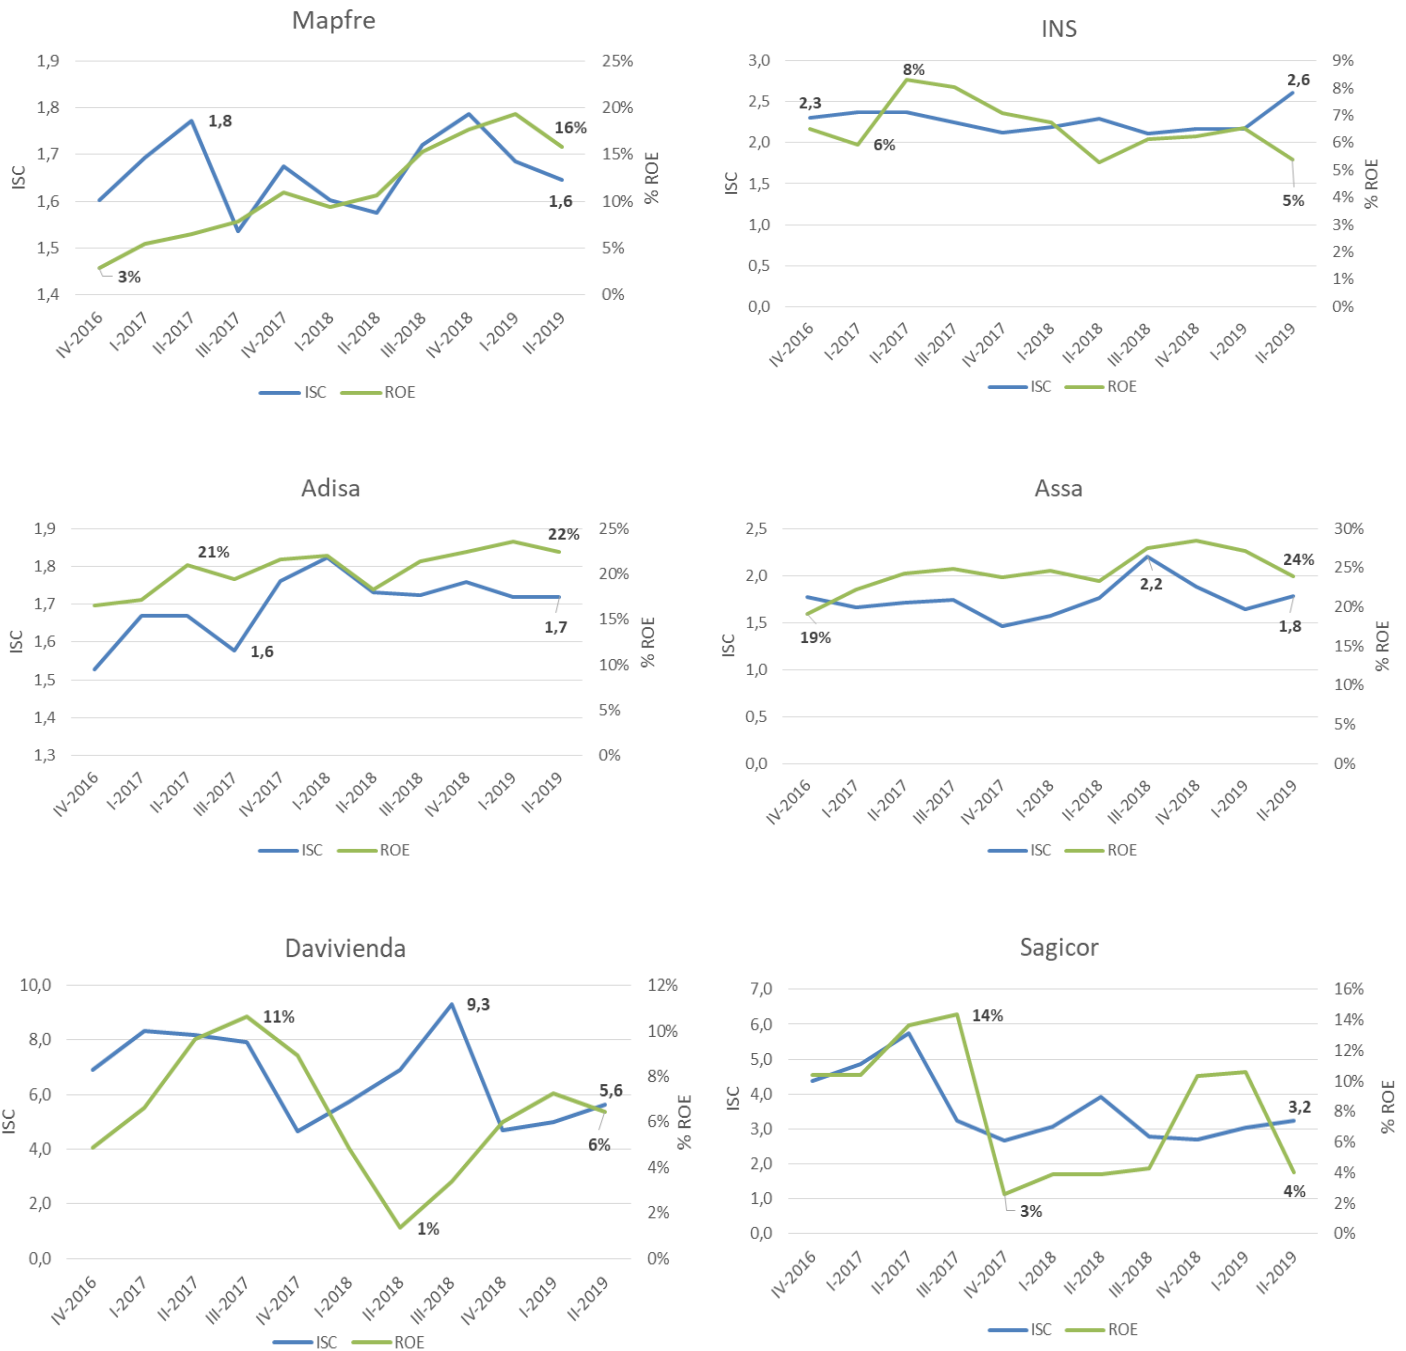 Mapfre
1,9
1,8
1,7
1,6
1,5
1,4
ISC
25%
20%
15%
10%
5%
0%
% ROE
1,8
16%
1,6
3%
IV-2016
I-2017
II-2017
III-2017
IV-2017
I-2018
II-2018
III-2018
IV-2018
I-2019
II-2019
ISC ROE
INS
3,0
2,5
2,0
1,5
1,0
0,5
0,0
ISC
9%
8%
7%
6%
5%
4%
3%
2%
1%
0%
% ROE
2,3
8%
6%
2,6
5%
IV-2016
I-2017
II-2017
III-2017
IV-2017
I-2018
II-2018
III-2018
IV-2018
I-2019
II-2019
ISC ROE
Adisa
1,9
1,8
1,7
1,6
1,5
1,4
1,3
ISC
25%
20%
15%
10%
5%
0%
% ROE
21%
22%
1,6
1,7
IV-2016
I-2017
II-2017
III-2017
IV-2017
I-2018
II-2018
III-2018
IV-2018
I-2019
II-2019
ISC ROE
Assa
2,5
2,0
1,5
1,0
0,5
0,0
ISC
30%
25%
20%
15%
10%
5%
0%
% ROE
19%
2,2
24%
1,8
IV-2016
I-2017
II-2017
III-2017
IV-2017
I-2018
II-2018
III-2018
IV-2018
I-2019
II-2019
ISC ROE
Davivienda
10,0
8,0
6,0
4,0
2,0
0,0
ISC
12%
10%
8%
6%
4%
2%
0%
% ROE
11%
9,3
5,6
6%
1%
IV-2016
I-2017
II-2017
III-2017
IV-2017
I-2018
II-2018
III-2018
IV-2018
I-2019
II-2019
ISC ROE
Sagicor
7,0
6,0
5,0
4,0
3,0
2,0
1,0
0,0
ISC
16%
14%
12%
10%
8%
6%
4%
2%
0%
% ROE
14%
3,2
3%
4%
IV-2016
I-2017
II-2017
III-2017
IV-2017
I-2018
II-2018
III-2018
IV-2018
I-2019
II-2019
ISC ROE